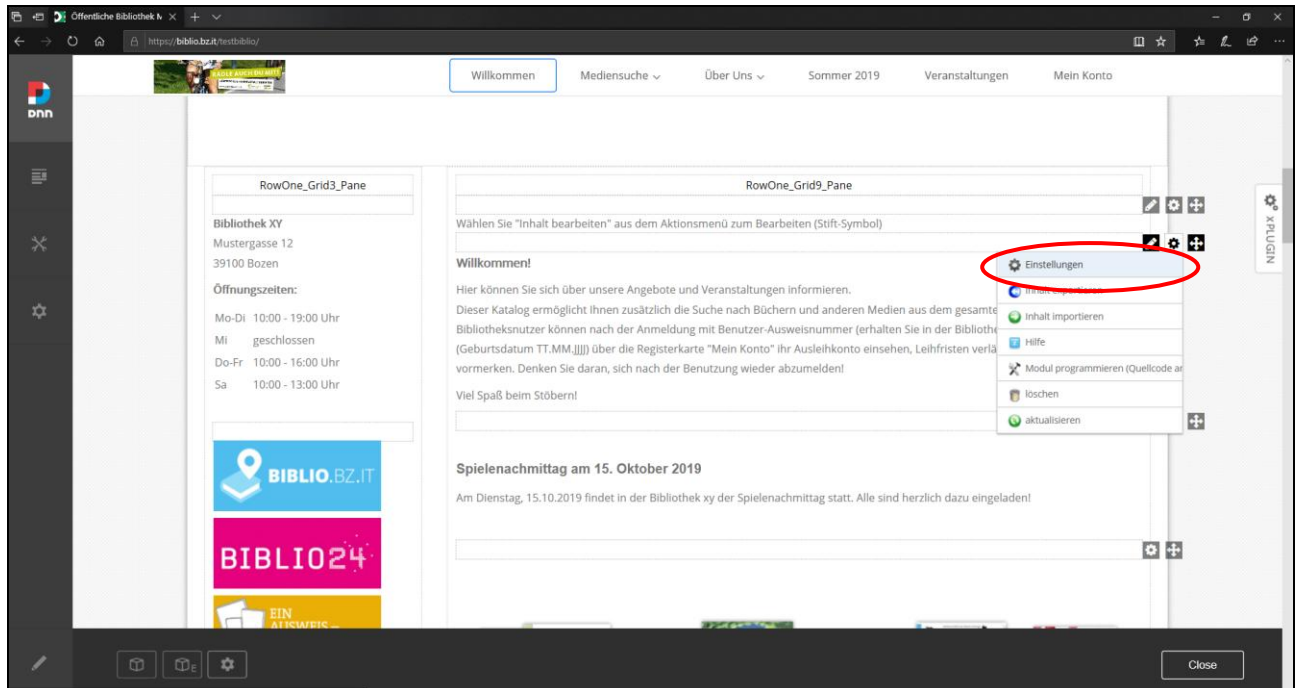 Öffentliche Bibliothek M
https://biblio.bz.it/testbiblio/
dnn
RADLE AUCH DU MIT!
Willkommen Mediensuche Über Uns Sommer 2019 Veranstaltungen Mein Konto
RowOne_Grid3_Pane
Bibliothek XY
Mustergasse 12
39100 Bozen
Öffnungszeiten:
Mo-Di 10:00 - 19:00 Uhr
Mi geschlossen
Do-Fr 10:00 - 16:00 Uhr
Sa 10:00 - 13:00 Uhr
BIBLIO.BZ.IT
BIBLIO24
EIN
AUSWEIS –
RowOne_Grid9_Pane
Wählen Sie "Inhalt bearbeiten" aus dem Aktionsmenü zum Bearbeiten (Stift-Symbol)
Willkommen!
Hier können Sie sich über unsere Angebote und Veranstaltungen informieren.
Dieser Katalog ermöglicht Ihnen zusätzlich die Suche nach Büchern und anderen Medien aus dem gesamte
Bibliotheksnutzer können nach der Anmeldung mit Benutzer-Ausweisnummer (erhalten Sie in der Bibliothe
(Geburtsdatum TT.MM.JJJJ) über die Registerkarte "Mein Konto" ihr Ausleihkonto einsehen, Leihfristen verlä
vormerken. Denken Sie daran, sich nach der Benutzung wieder abzumelden!
Viel Spaß beim Stöbern!
Einstellungen
Inhalt exportieren
Inhalt importieren
Hilfe
Modul programmieren (Quellcode an
löschen
aktualisieren
Spielenachmittag am 15. Oktober 2019
Am Dienstag, 15.10.2019 findet in der Bibliothek xy der Spielenachmittag statt. Alle sind herzlich dazu eingeladen!
XPLUGIN
E
Close